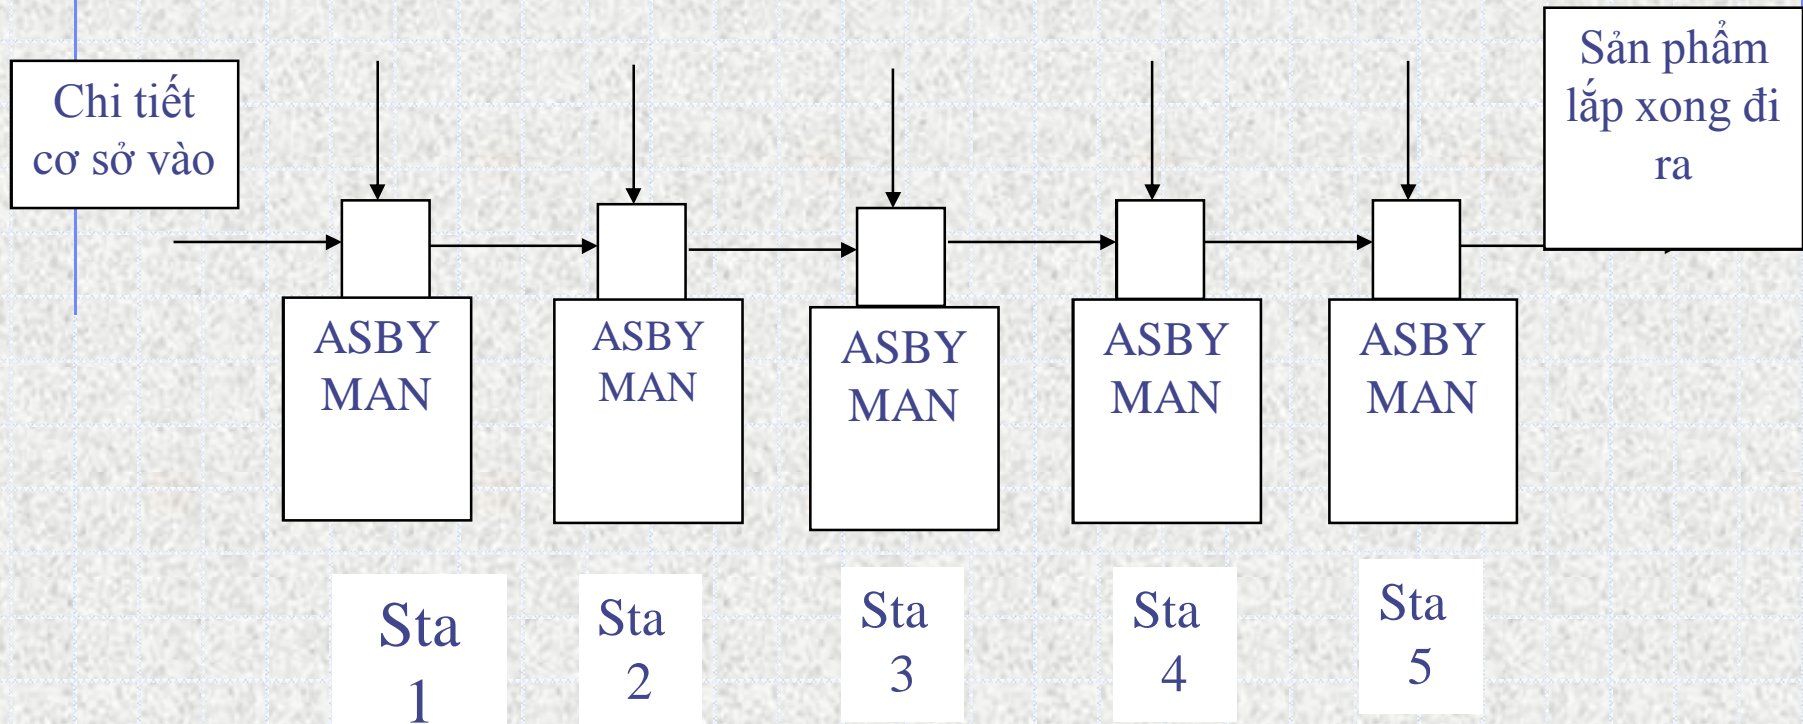 Chi tiết
cơ sở vào
Sản phẩm
lắp xong đi
ra
ASBY
MAN
ASBY
MAN
ASBY
MAN
ASBY
MAN
ASBY
MAN
Sta
1
Sta
2
Sta
3
Sta
4
Sta
5